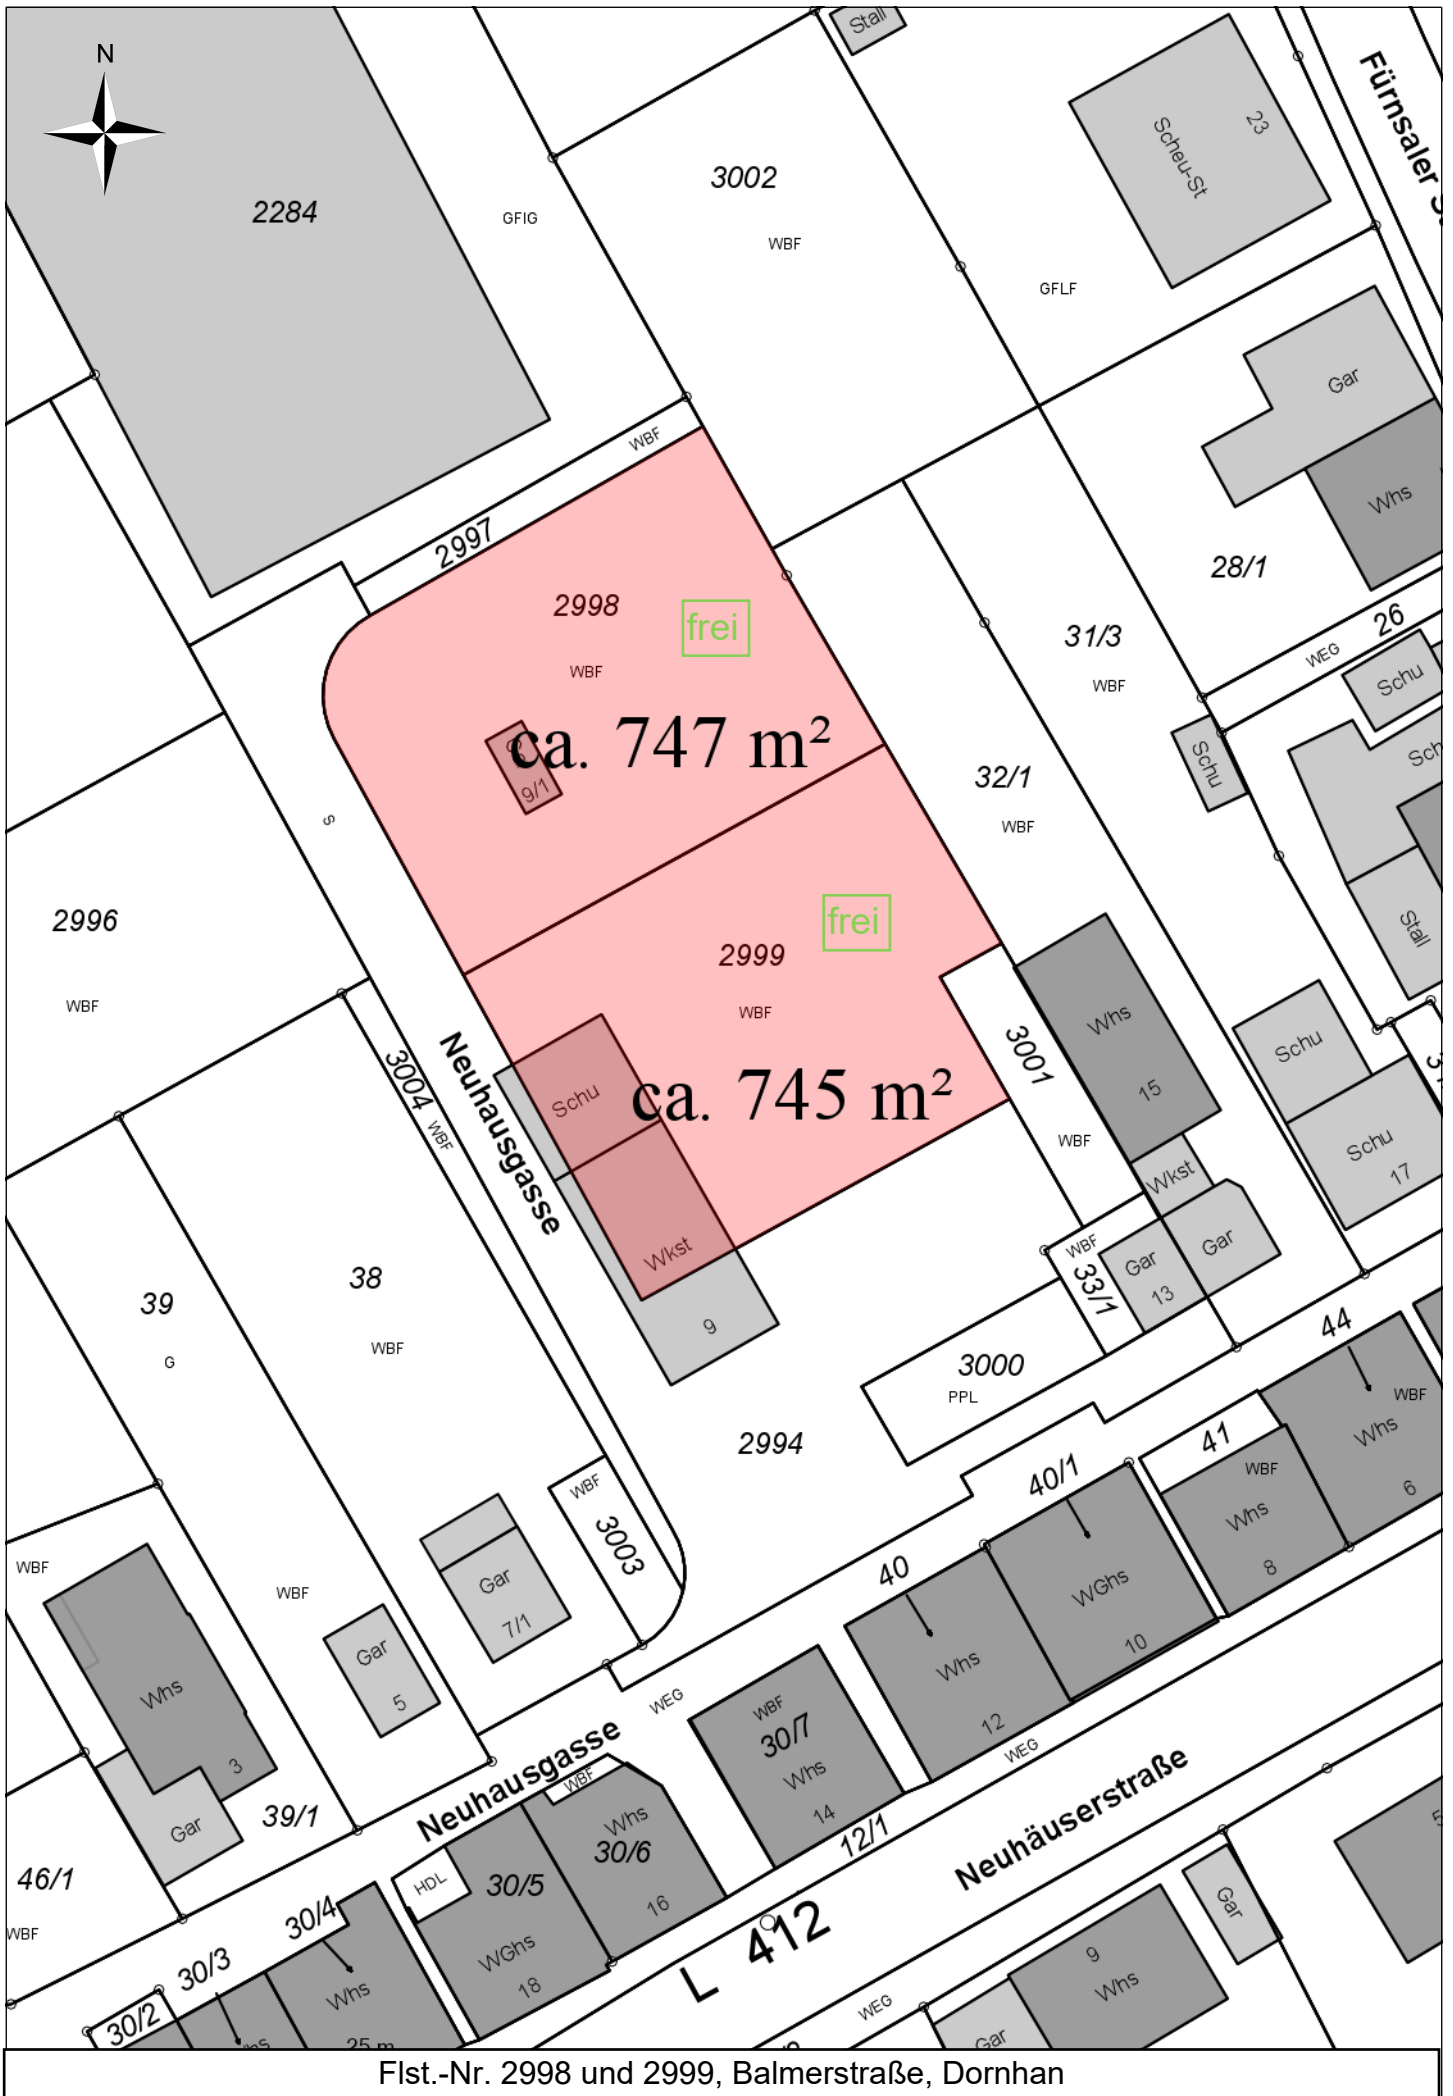 N
Stall
Fürnsaler S
23
Scheu-St
3002
WBF
2284
GFIG
GFLF
Gar
WBF
Whs
2997
28/1
2998
frei
26
31/3
WEG
WBF
WBF
Schu
Schu
ca. 747 m²
9/1
32/1
WBF
S
2996
frei
2999
Stall
WBF
WBF
Whs
3001
Schu
Neuhausgasse
3004
WBF
Schu
ca. 745 m²
15
WBF
Schu
17
Wkst
Wkst
WBF
Gar
Gar
33/1
13
38
39
G
WBF
9
44
3000
PPL
WBF
Whs
6
2994
41
WBF
Whs
8
40/1
WBF
3003
40
WGhs
10
WBF
Gar
7/1
WBF
Gar
5
Whs
12
Whs
3
WEG
WBF
30/7
Whs
14
WEG
Neuhausgasse
WBF
Neuhäuserstraße
Gar
39/1
Whs
30/6
16
12/1
46/1
WBF
HDL
30/5
WGhs
18
Gar
30/4
Whs
30/3
L 412
9
Whs
WEG
30/2
25 m
Gar
Flst.-Nr. 2998 und 2999, Balmerstraße, Dornhan